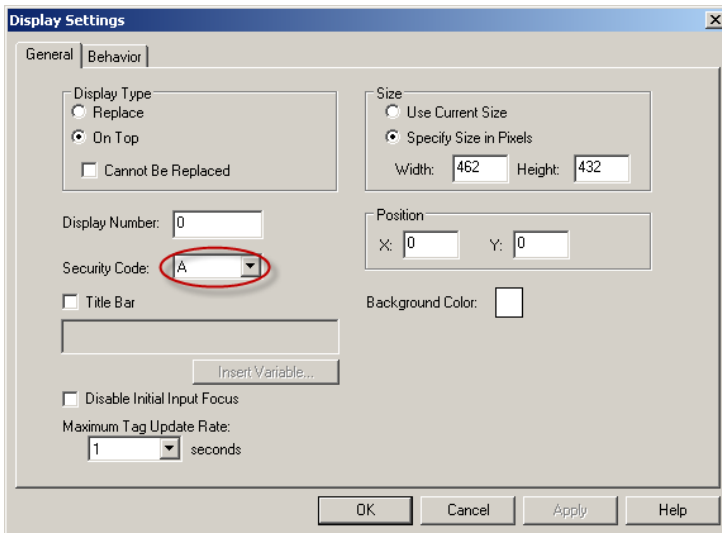 Display Settings
General Behavior
Display Type
Replace
On Top
Cannot Be Replaced
Size
Use Current Size
Specify Size in Pixels
Width: 462 Height: 432
Display Number: 0
Position
X: 0 Y: 0
Security Code: A
Title Bar
Background Color:
Insert Variable...
Disable Initial Input Focus
Maximum Tag Update Rate:
1 seconds
OK Cancel Apply Help